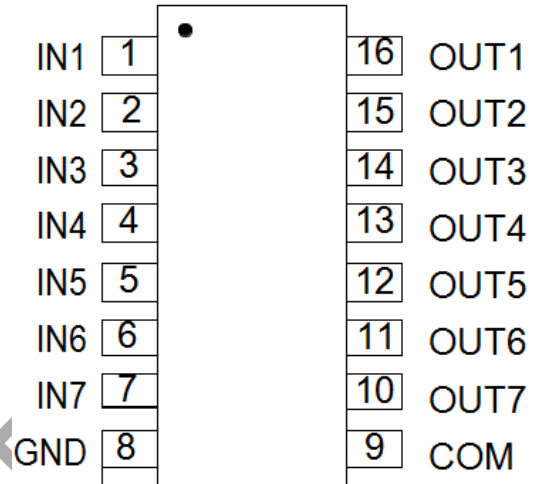 IN1 1 16 OUT1
IN2 2 15 OUT2
IN3 3 14 OUT3
IN4 4 13 OUT4
IN5 5 12 OUT5
IN6 6 11 OUT6
IN7 7 10 OUT7
GND 8 9 COM